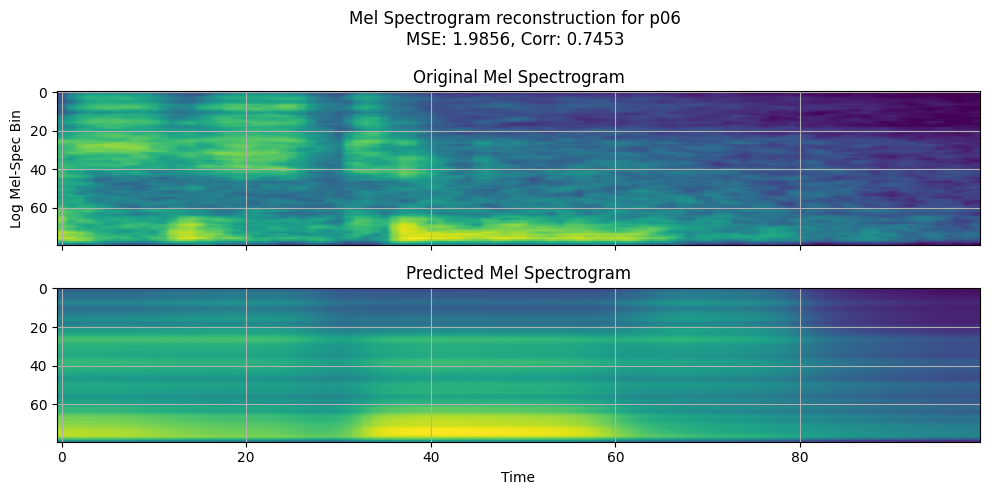 Mel Spectrogram reconstruction for p06
MSE: 1.9856, Corr: 0.7453
Original Mel Spectrogram
0
20
40
60
Log Mel-Spec Bin
Predicted Mel Spectrogram
0
20
40
60
0 20 40 60 80
Time